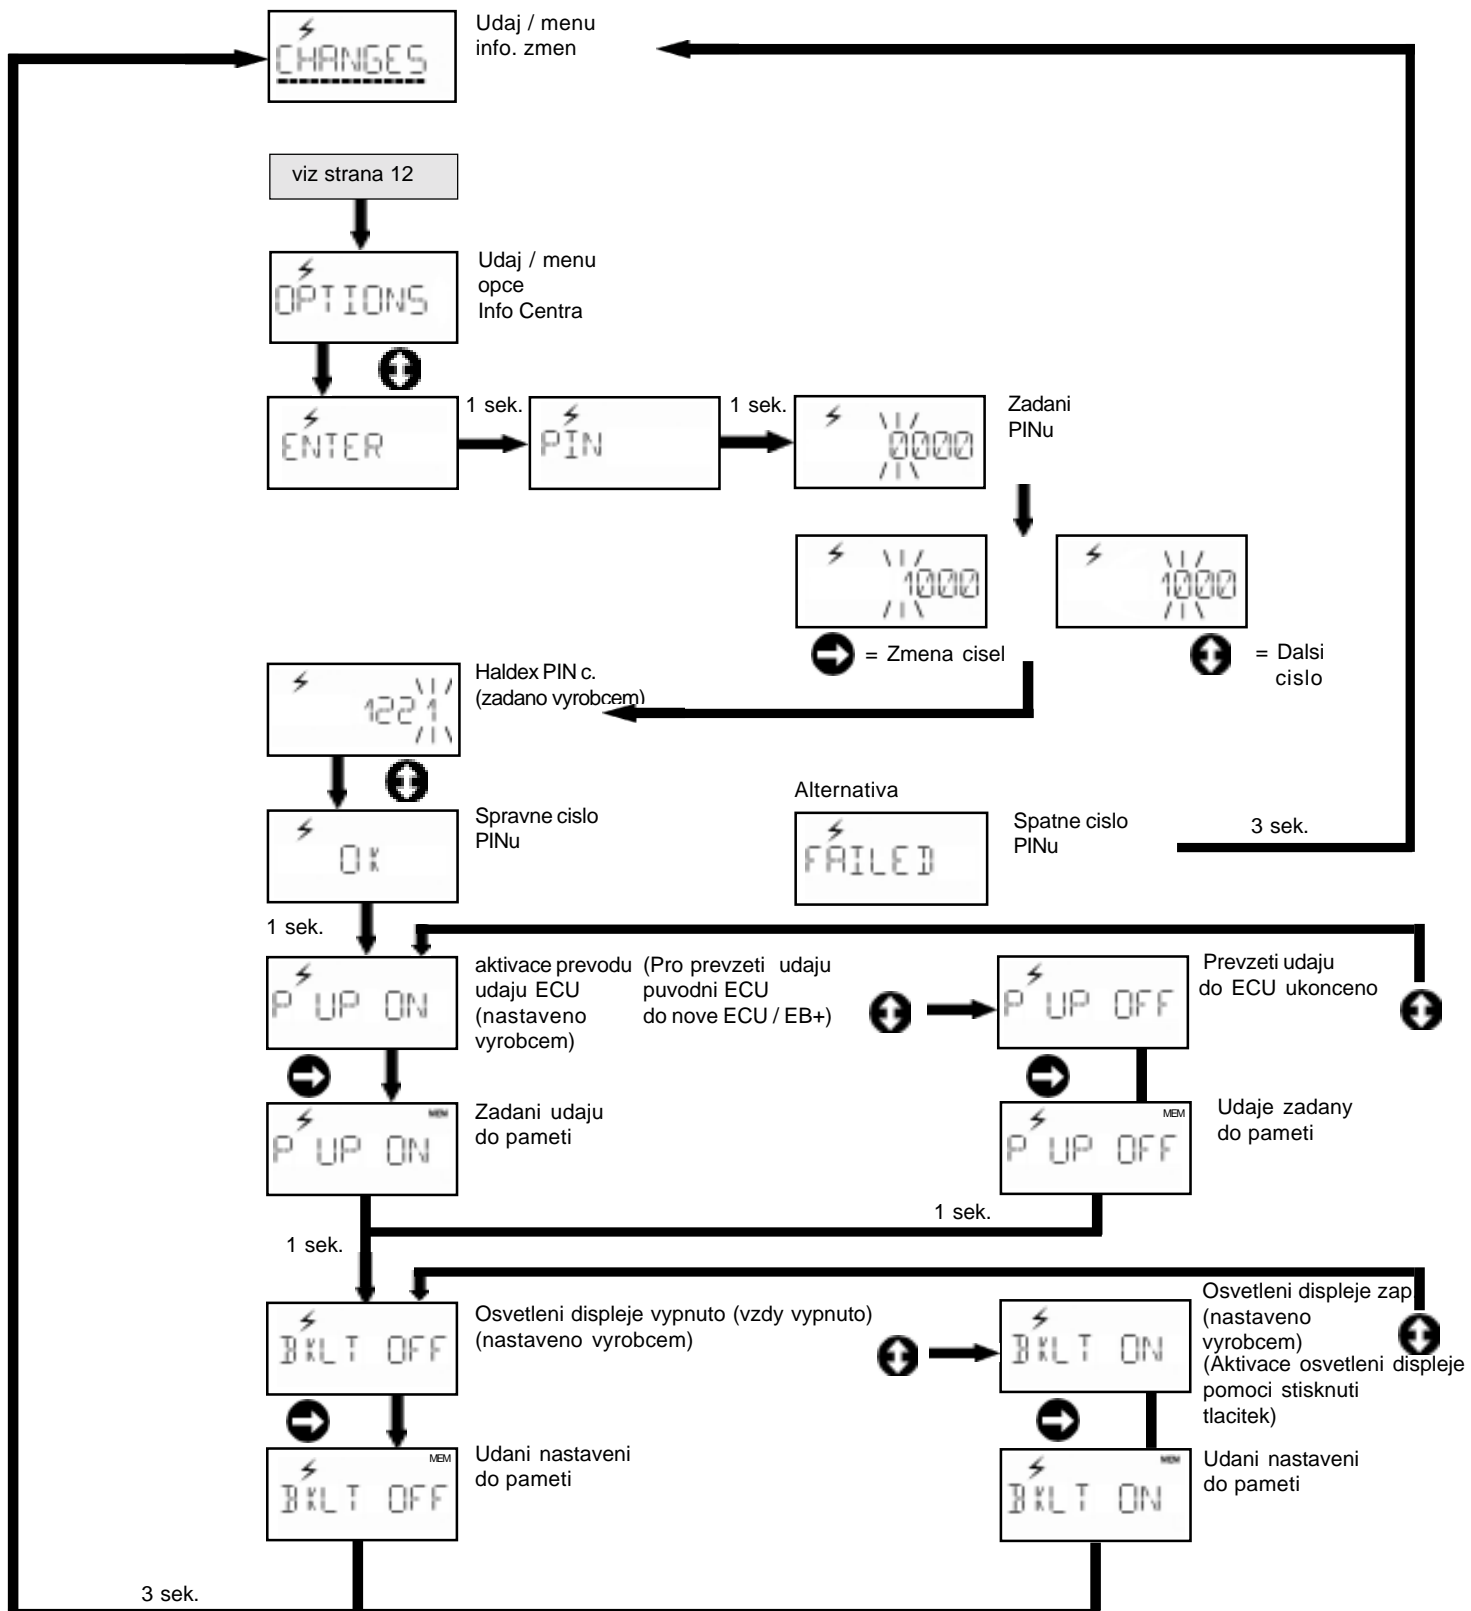 CHANGES
Udaj / menu
info. zmen
viz strana 12
OPTIONS
Udaj / menu
opce
Info Centra
ENTER
1 sek.
PIN
1 sek.
0000
Zadani
PINu
1000
1000
= Zmena cisel
= Dalsi
cislo
1221
Haldex PIN c.
(zadano vyrobcem)
OK
Spravne cislo
PINu
Alternativa
FAILED
Spatne cislo
PINu
3 sek.
1 sek.
P UP ON
aktivace prevodu
udaju ECU
(nastaveno
vyrobcem)
(Pro prevzeti udaju
puvodni ECU
do nove ECU / EB+)
P UP OFF
Prevzeti udaju
do ECU ukonceno
MEM
P UP ON
Zadani udaju
do pameti
MEM
P UP OFF
Udaje zadany
do pameti
1 sek.
1 sek.
BKLT OFF
Osvetleni displeje vypnuto (vzdy vypnuto)
(nastaveno vyrobcem)
BKLT ON
Osvetleni displeje zap.
(nastaveno
vyrobcem)
(Aktivace osvetleni displeje
pomoci stisknuti
tlacitek)
MEM
BKLT OFF
Udani nastaveni
do pameti
MEM
BKLT ON
Udani nastaveni
do pameti
3 sek.